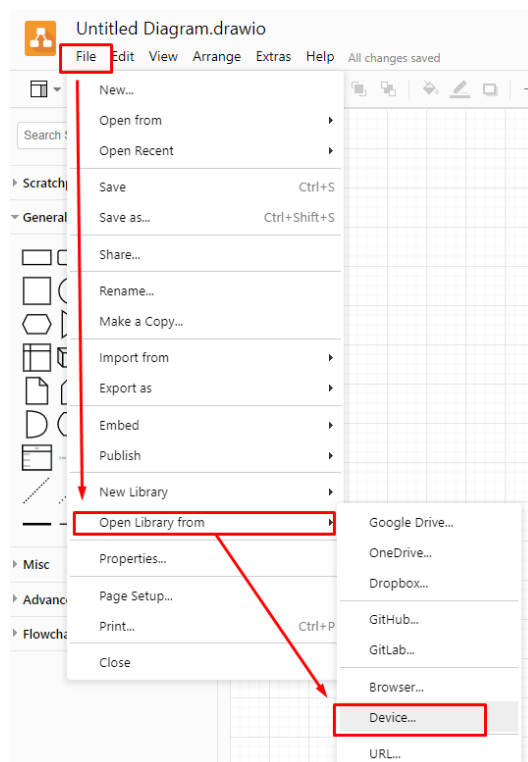 Untitled Diagram.drawio
File Edit View Arrange Extras Help All changes saved
New...
Open from
Search
Open Recent
Scratchp
Save Ctrl+S
General
Save as... Ctrl+Shift+S
Share...
Rename...
Make a Copy...
Import from
Export as
Embed
Publish
New Library
Open Library from
Google Drive...
OneDrive...
Misc
Properties...
Dropbox...
Advanc
Page Setup...
GitHub...
Flowcha
Print... Ctrl+P
GitLab...
Close
Browser...
Device...
URL...